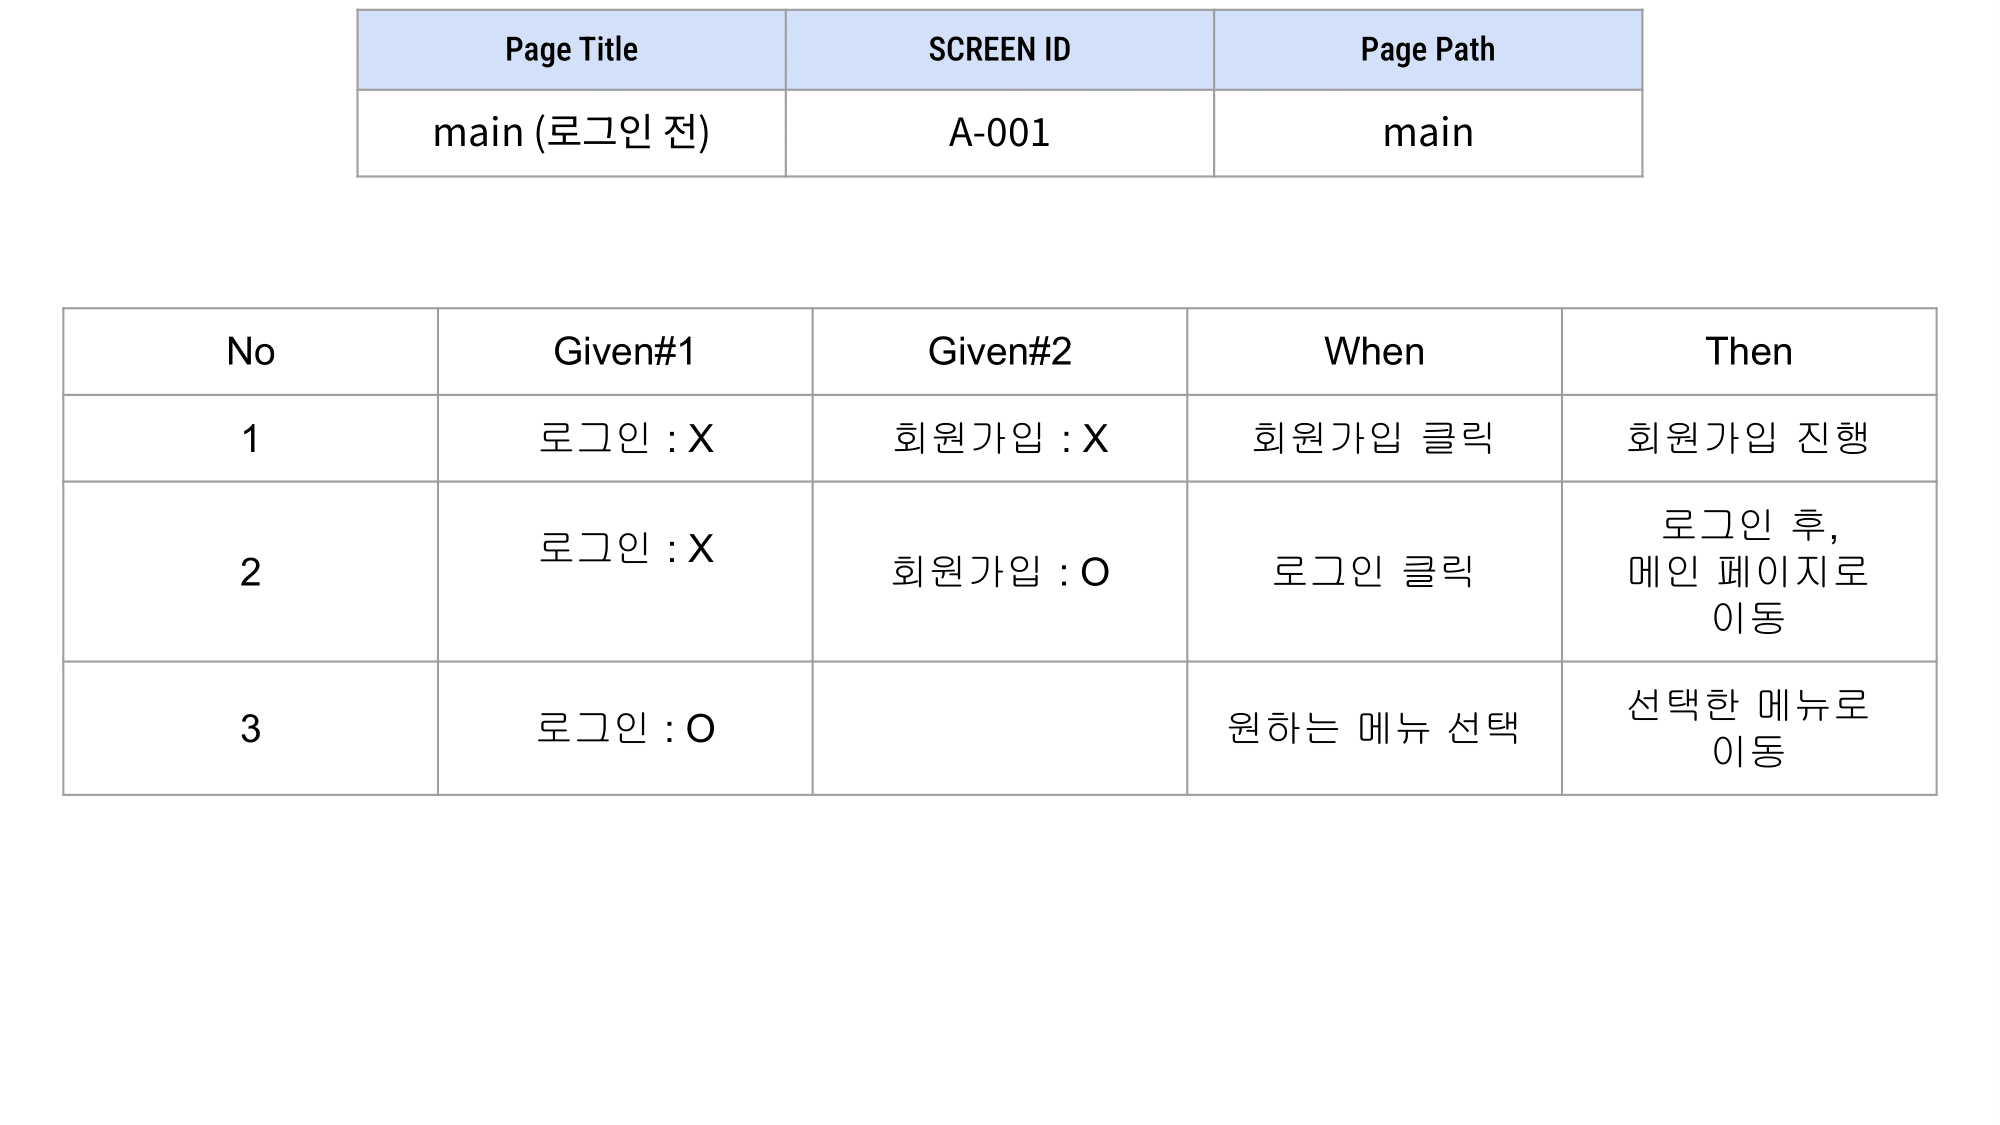 Page Title SCREEN ID Page Path
main (로그인 전) A-001 main
No Given#1 Given#2 When Then
1 로그인 : X 회원가입 : X 회원가입 클릭 회원가입 진행
2 로그인 : X 회원가입 : O 로그인 클릭 로그인 후,
메인 페이지로
이동
3 로그인 : O 원하는 메뉴 선택 선택한 메뉴로
이동